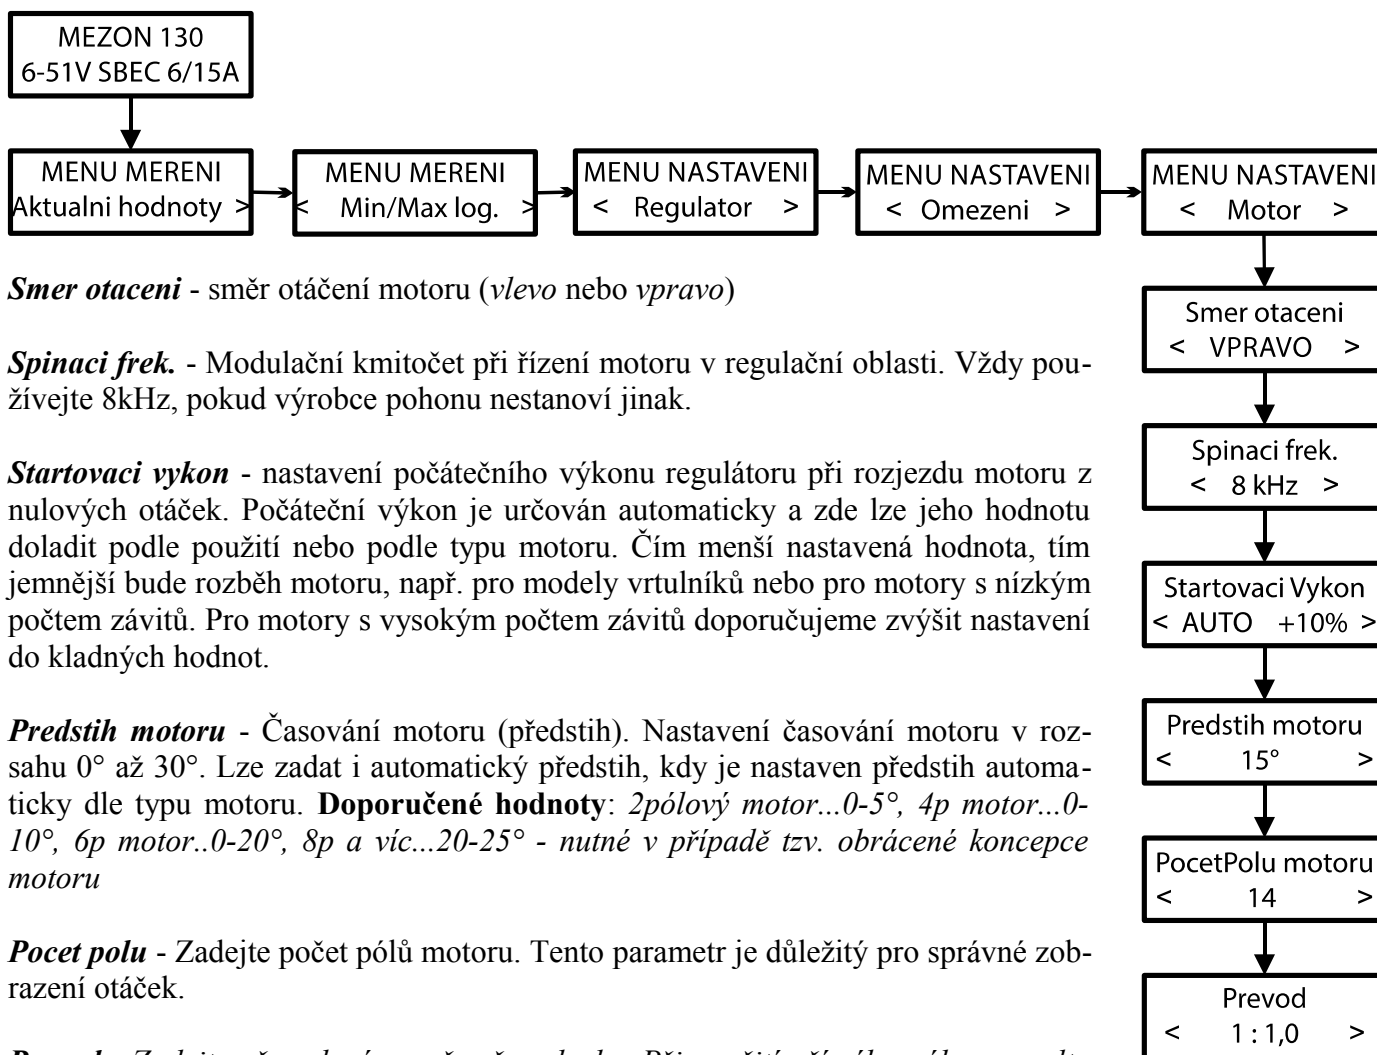 MEZON 130
6-51V SBEC 6/15A
MENU MERENI
Aktualni hodnoty >
MENU MERENI
< Min/Max log. >
MENU NASTAVENI
< Regulator >
MENU NASTAVENI
< Omezeni >
MENU NASTAVENI
< Motor >
Smer otaceni - směr otáčení motoru (vlevo nebo vpravo)
Spinaci frek. - Modulační kmitočet při řízení motoru v regulační oblasti. Vždy pou-
žívejte 8kHz, pokud výrobce pohonu nestanoví jinak.
Startovaci vykon - nastavení počátečního výkonu regulátoru při rozjezdu motoru z
nulových otáček. Počáteční výkon je určován automaticky a zde lze jeho hodnotu
doladit podle použití nebo podle typu motoru. Čím menší nastavená hodnota, tím
jemnější bude rozběh motoru, např. pro modely vrtulníků nebo pro motory s nízkým
počtem závitů. Pro motory s vysokým počtem závitů doporučujeme zvýšit nastavení
do kladných hodnot.
Predstih motoru - Časování motoru (předstih). Nastavení časování motoru v roz-
sahu 0° až 30°. Lze zadat i automatický předstih, kdy je nastaven předstih automa-
ticky dle typu motoru. Doporučené hodnoty: 2pólový motor...0-5°, 4p motor...0-
10°, 6p motor..0-20°, 8p a víc...20-25° - nutné v případě tzv. obrácené koncepce
motoru
Pocet polu - Zadejte počet pólů motoru. Tento parametr je důležitý pro správné zob-
razení otáček.
Smer otaceni
< VPRAVO >
Spinaci frek.
< 8 kHz >
Startovaci Vykon
< AUTO +10% >
Predstih motoru
< 15° >
PocetPolu motoru
< 14 >
Prevod
< 1 : 1,0 >